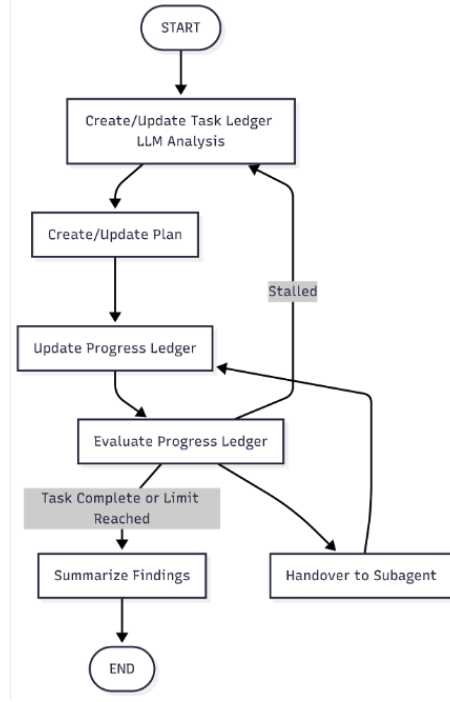 START
Create/Update Task Ledger
LLM Analysis
Create/Update Plan
Stalled
Update Progress Ledger
Evaluate Progress Ledger
Task Complete or Limit
Reached
Summarize Findings
Handover to Subagent
END